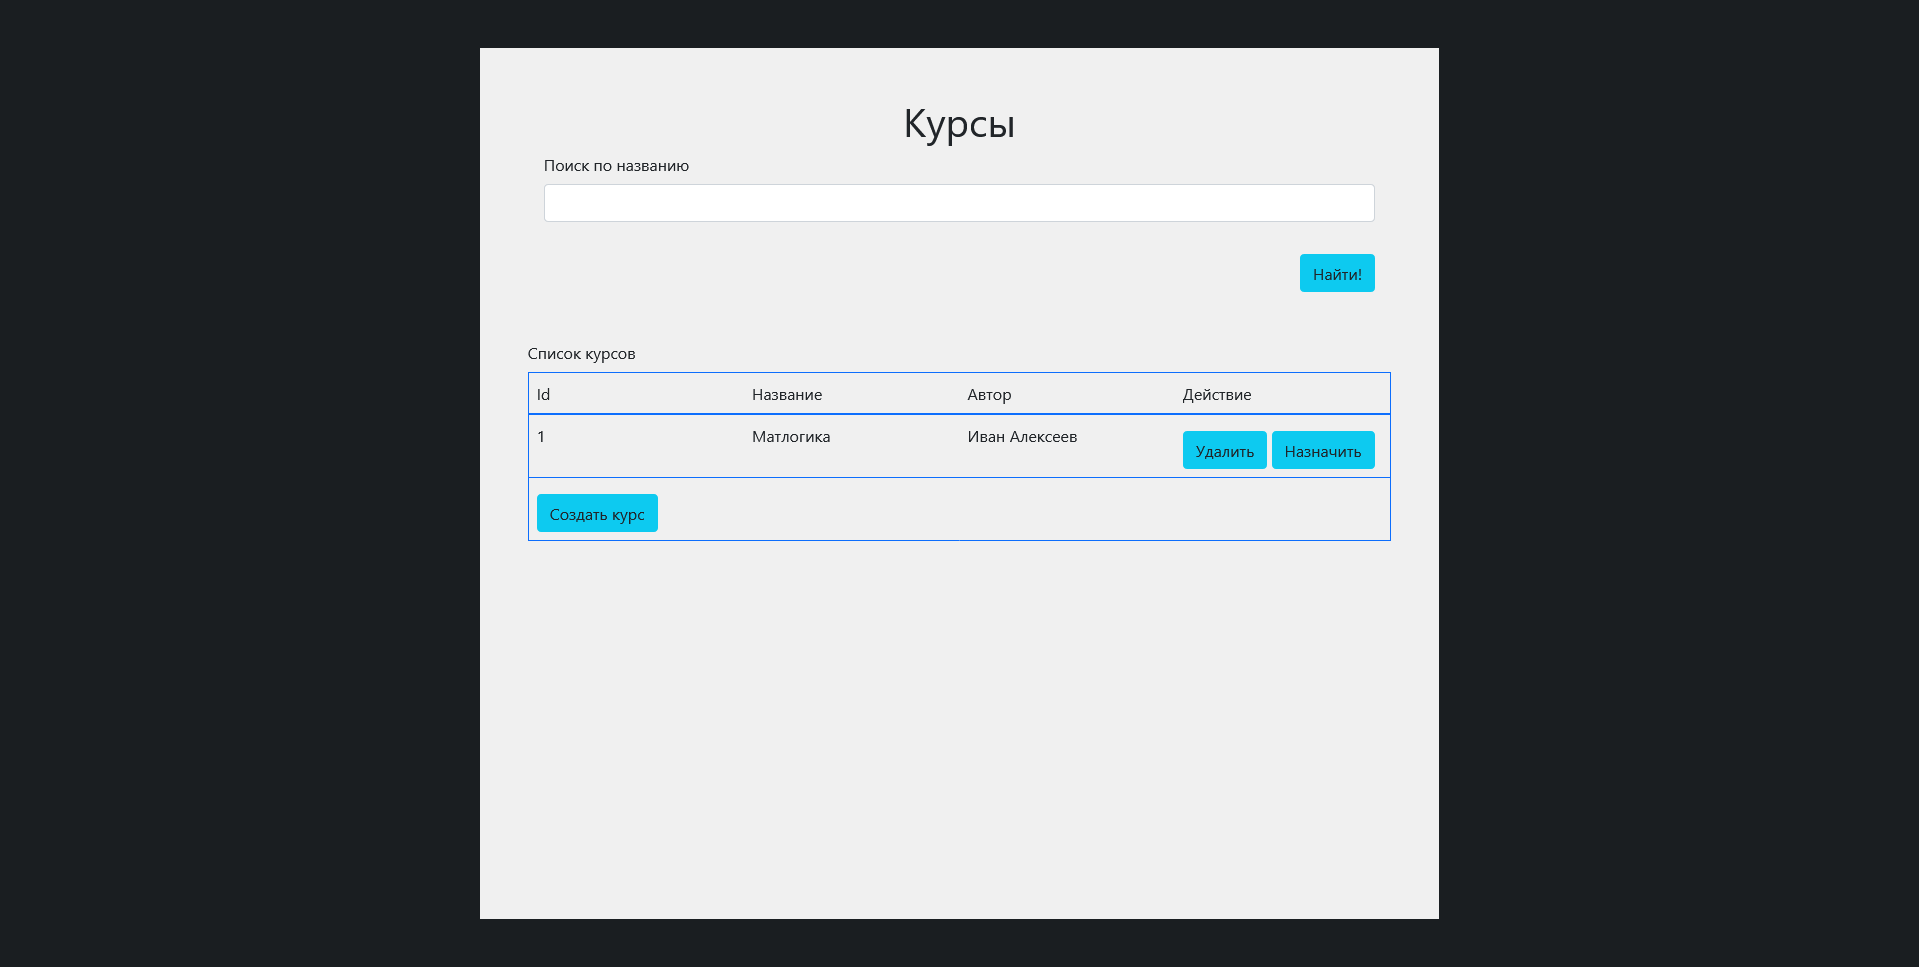 Курсы
Поиск по названию
Найти!
Список курсов
Id Название Автор Действие
1 Матлогика Иван Алексеев Удалить Назначить
Создать курс